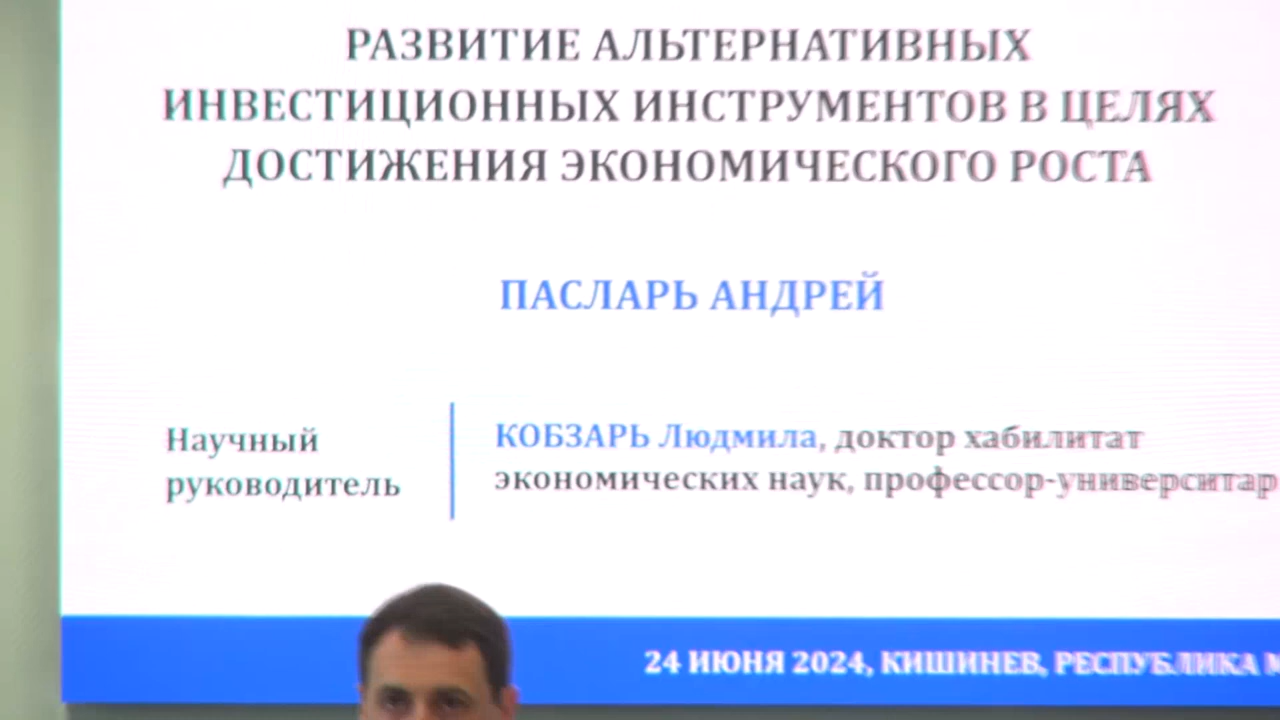 РАЗВИТИЕ АЛЬТЕРНАТИВНЫХ
ИНВЕСТИЦИОННЫХ ИНСТРУМЕНТОВ В ЦЕЛЯХ
ДОСТИЖЕНИЯ ЭКОНОМИЧЕСКОГО РОСТА
ПАСЛАРЬ АНДРЕЙ
Научный
руководитель
КОБЗАРЬ Людмила, доктор хабилитат
экономических наук, профессор-университар
24 ИЮНЯ 2024, КИШИНЕВ, РЕСПУБЛИКА